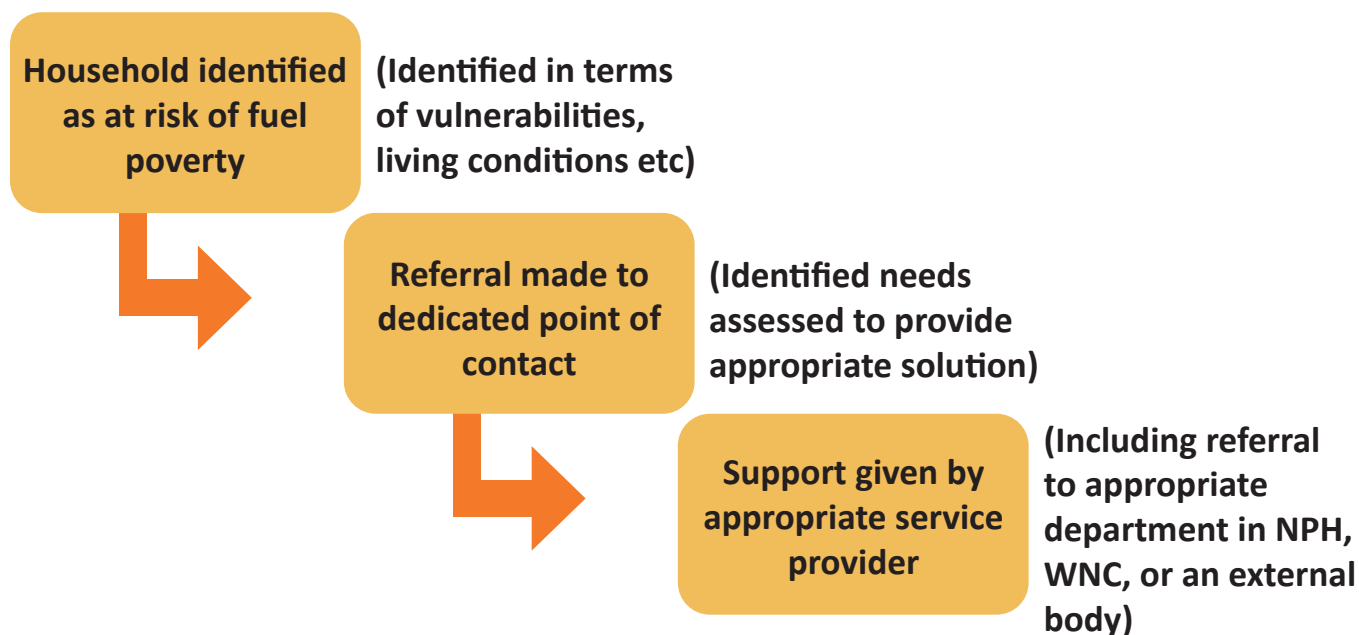 Household identified
as at risk of fuel
poverty
(Identified in terms
of vulnerabilities,
living conditions etc)
Referral made to
dedicated point of
contact
(Identified needs
assessed to provide
appropriate solution)
Support given by
appropriate service
provider
(Including referral
to appropriate
department in NPH,
WNC, or an external
body)